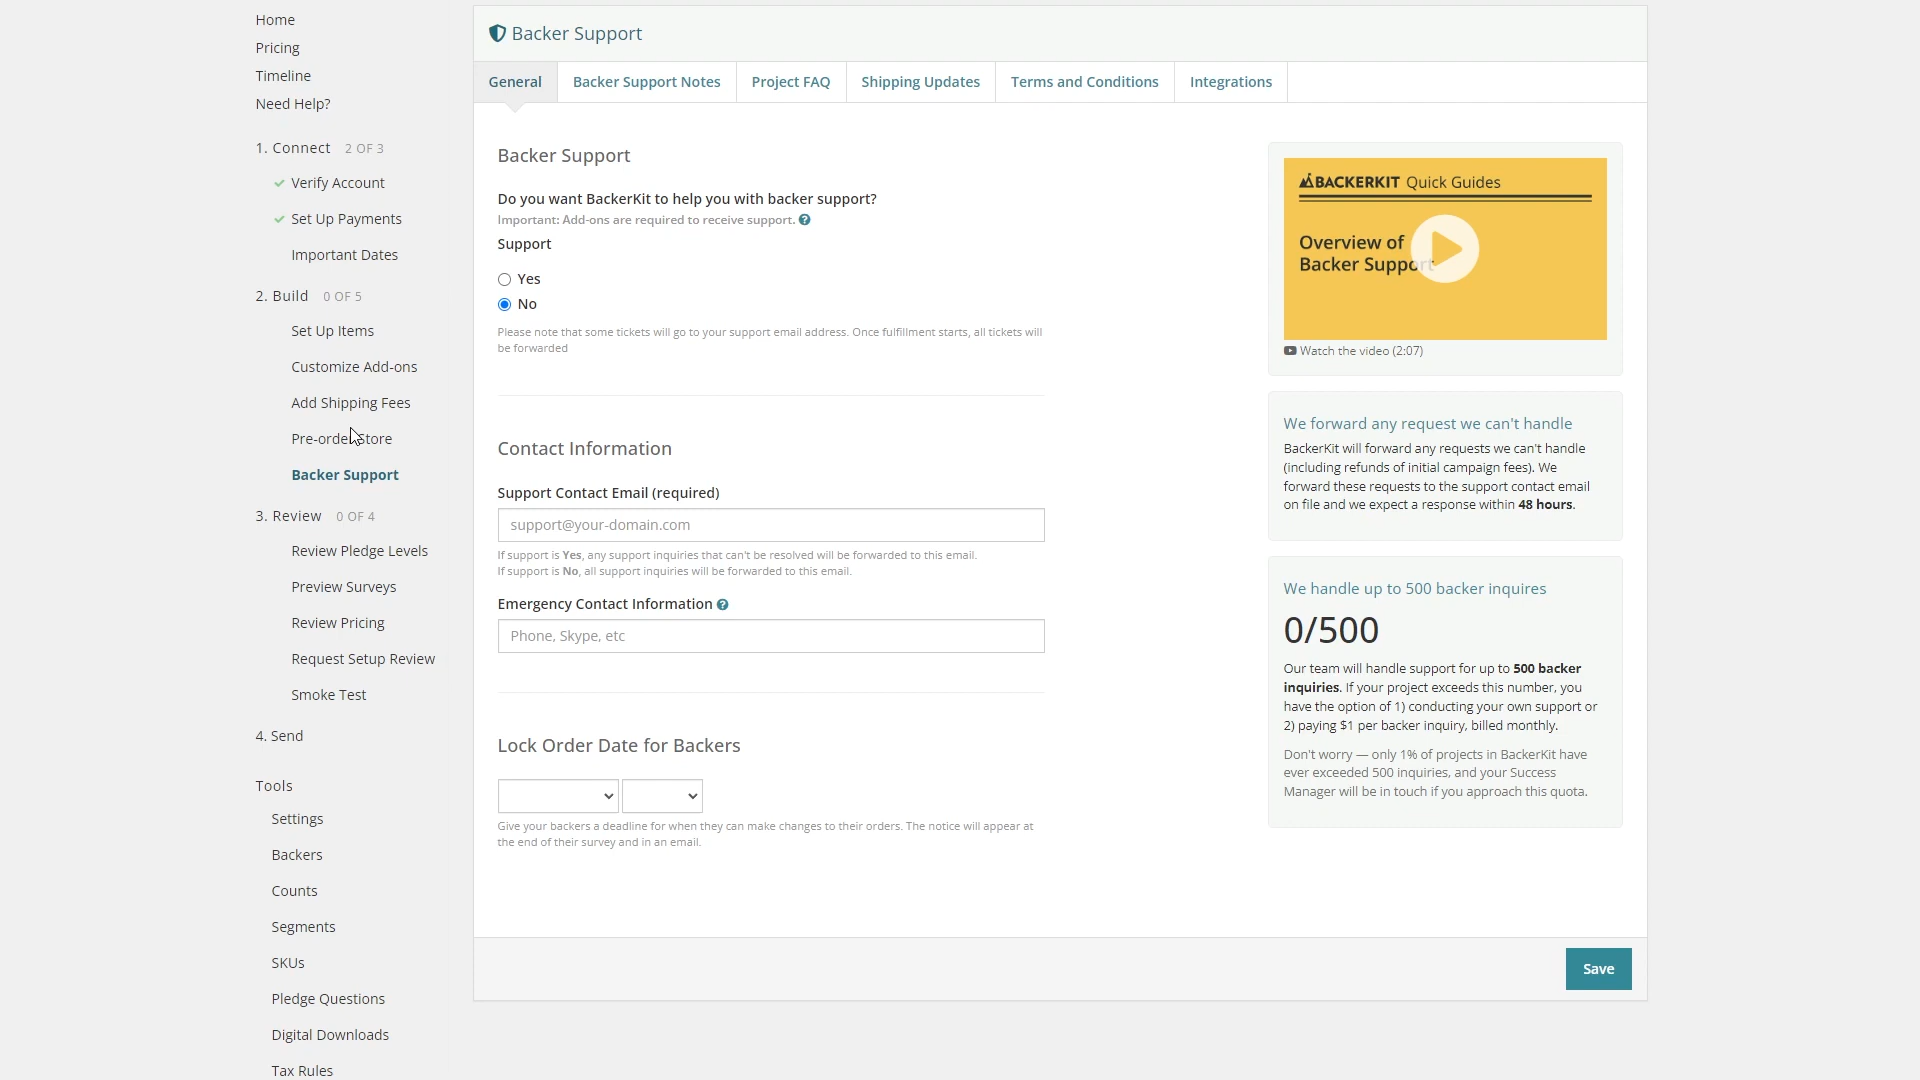 Home
Pricing
Timeline
Need Help?
1. Connect 2 OF 3
Verify Account
Set Up Payments
Important Dates
2. Build 0 OF 5
Set Up Items
Customize Add-ons
Add Shipping Fees
Pre-order Store
Backer Support
3. Review 0 OF 4
Review Pledge Levels
Preview Surveys
Review Pricing
Request Setup Review
Smoke Test
4. Send
Tools
Settings
Backers
Counts
Segments
SKUs
Pledge Questions
Digital Downloads
Tax Rules
Backer Support
General Backer Support Notes Project FAQ Shipping Updates Terms and Conditions Integrations
Backer Support
Do you want BackerKit to help you with backer support?
Important: Add-ons are required to receive support. ?
Support
Yes
No
Please note that some tickets will go to your support email address. Once fulfillment starts, all tickets will
be forwarded
Contact Information
Support Contact Email (required)
support@your-domain.com
If support is Yes, any support inquiries that can't be resolved will be forwarded to this email.
If support is No, all support inquiries will be forwarded to this email.
Emergency Contact Information ?
Phone, Skype, etc
Lock Order Date for Backers
Give your backers a deadline for when they can make changes to their orders. The notice will appear at
the end of their survey and in an email.
BACKERKIT Quick Guides
Overview of
Backer Support
Watch the video (2:07)
We forward any request we can't handle
BackerKit will forward any requests we can't handle
(including refunds of initial campaign fees). We
forward these requests to the support contact email
on file and we expect a response within 48 hours.
We handle up to 500 backer inquires
0/500
Our team will handle support for up to 500 backer
inquiries. If your project exceeds this number, you
have the option of 1) conducting your own support or
2) paying $1 per backer inquiry, billed monthly.
Don't worry — only 1% of projects in BackerKit have
ever exceeded 500 inquiries, and your Success
Manager will be in touch if you approach this quota.
Save